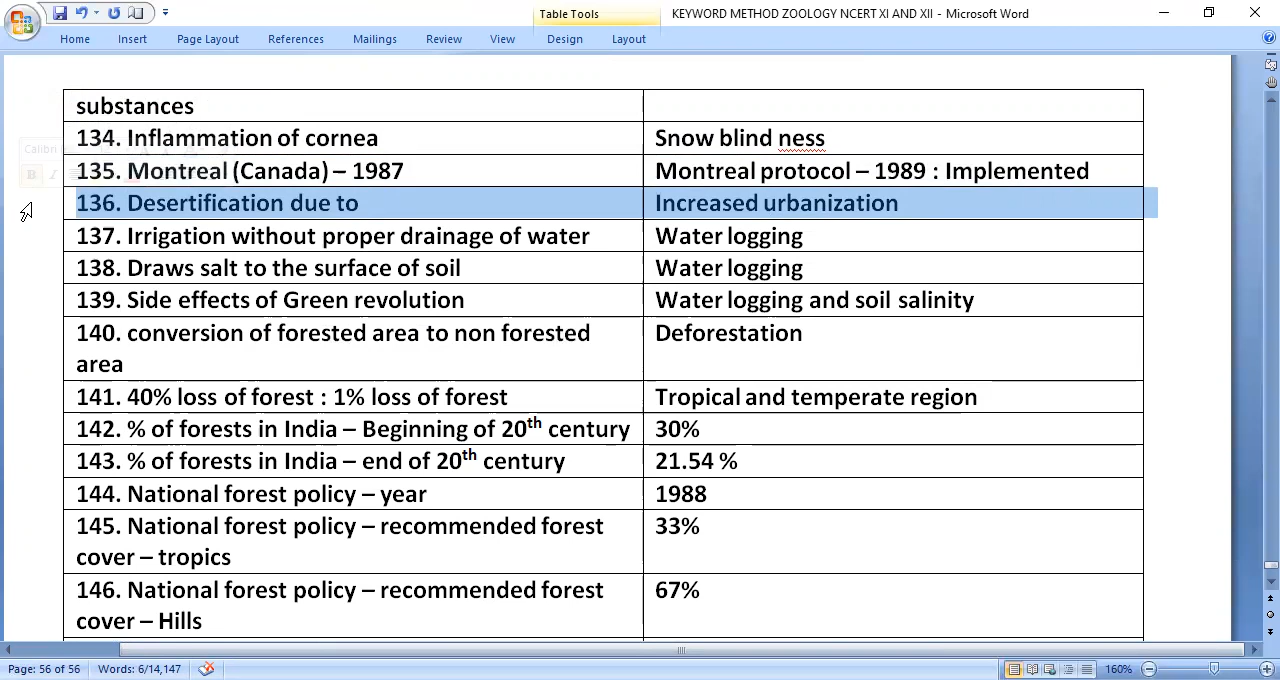 Table Tools
KEYWORD METHOD ZOOLOGY NCERT XI AND XII - Microsoft Word
Home Insert Page Layout References Mailings Review View Design Layout
substances
134. Inflammation of cornea Snow blind ness
135. Montreal (Canada) – 1987 Montreal protocol – 1989 : Implemented
136. Desertification due to Increased urbanization
137. Irrigation without proper drainage of water Water logging
138. Draws salt to the surface of soil Water logging
139. Side effects of Green revolution Water logging and soil salinity
140. conversion of forested area to non forested Deforestation
area
141. 40% loss of forest : 1% loss of forest Tropical and temperate region
142. % of forests in India – Beginning of 20th century 30%
143. % of forests in India – end of 20th century 21.54 %
144. National forest policy – year 1988
145. National forest policy – recommended forest 33%
cover – tropics
146. National forest policy – recommended forest 67%
cover – Hills
Page: 56 of 56 Words: 6/14,147 160%